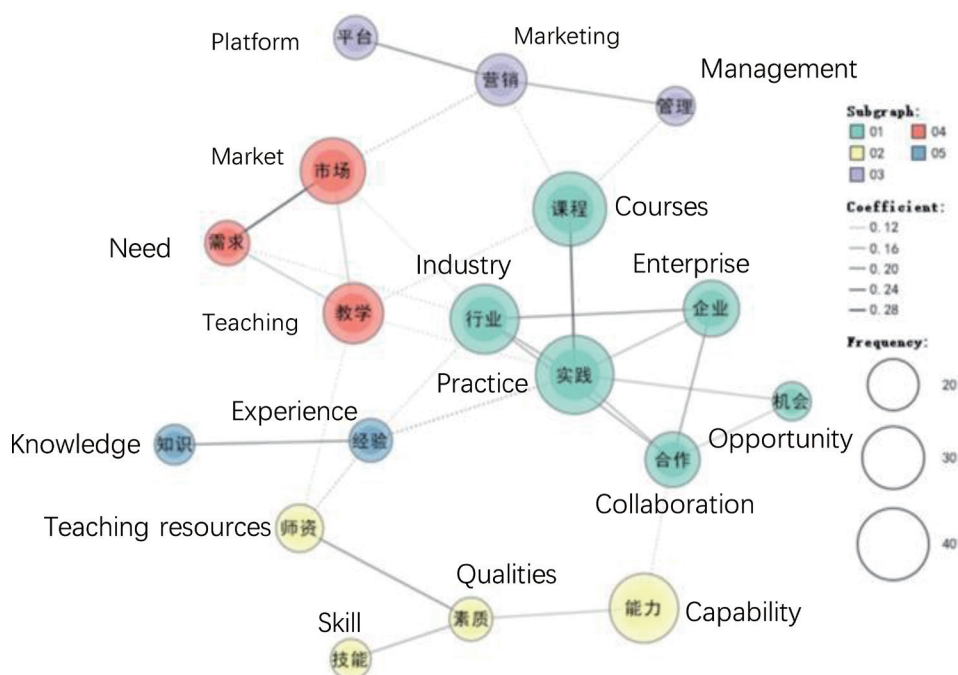 Platform
平台
Marketing
营销
Management
管理
Market
市场
Courses
课程
Need
需求
Industry
行业
Enterprise
企业
Teaching
教学
Practice
实践
Experience
经验
Knowledge
知识
Opportunity
机会
Collaboration
合作
Teaching resources
师资
Qualities
素质
Capability
能力
Skill
技能
Subgraph:
01
04
02
05
03
Coefficient:
0.12
0.16
0.20
0.24
0.28
Frequency:
20
30
40